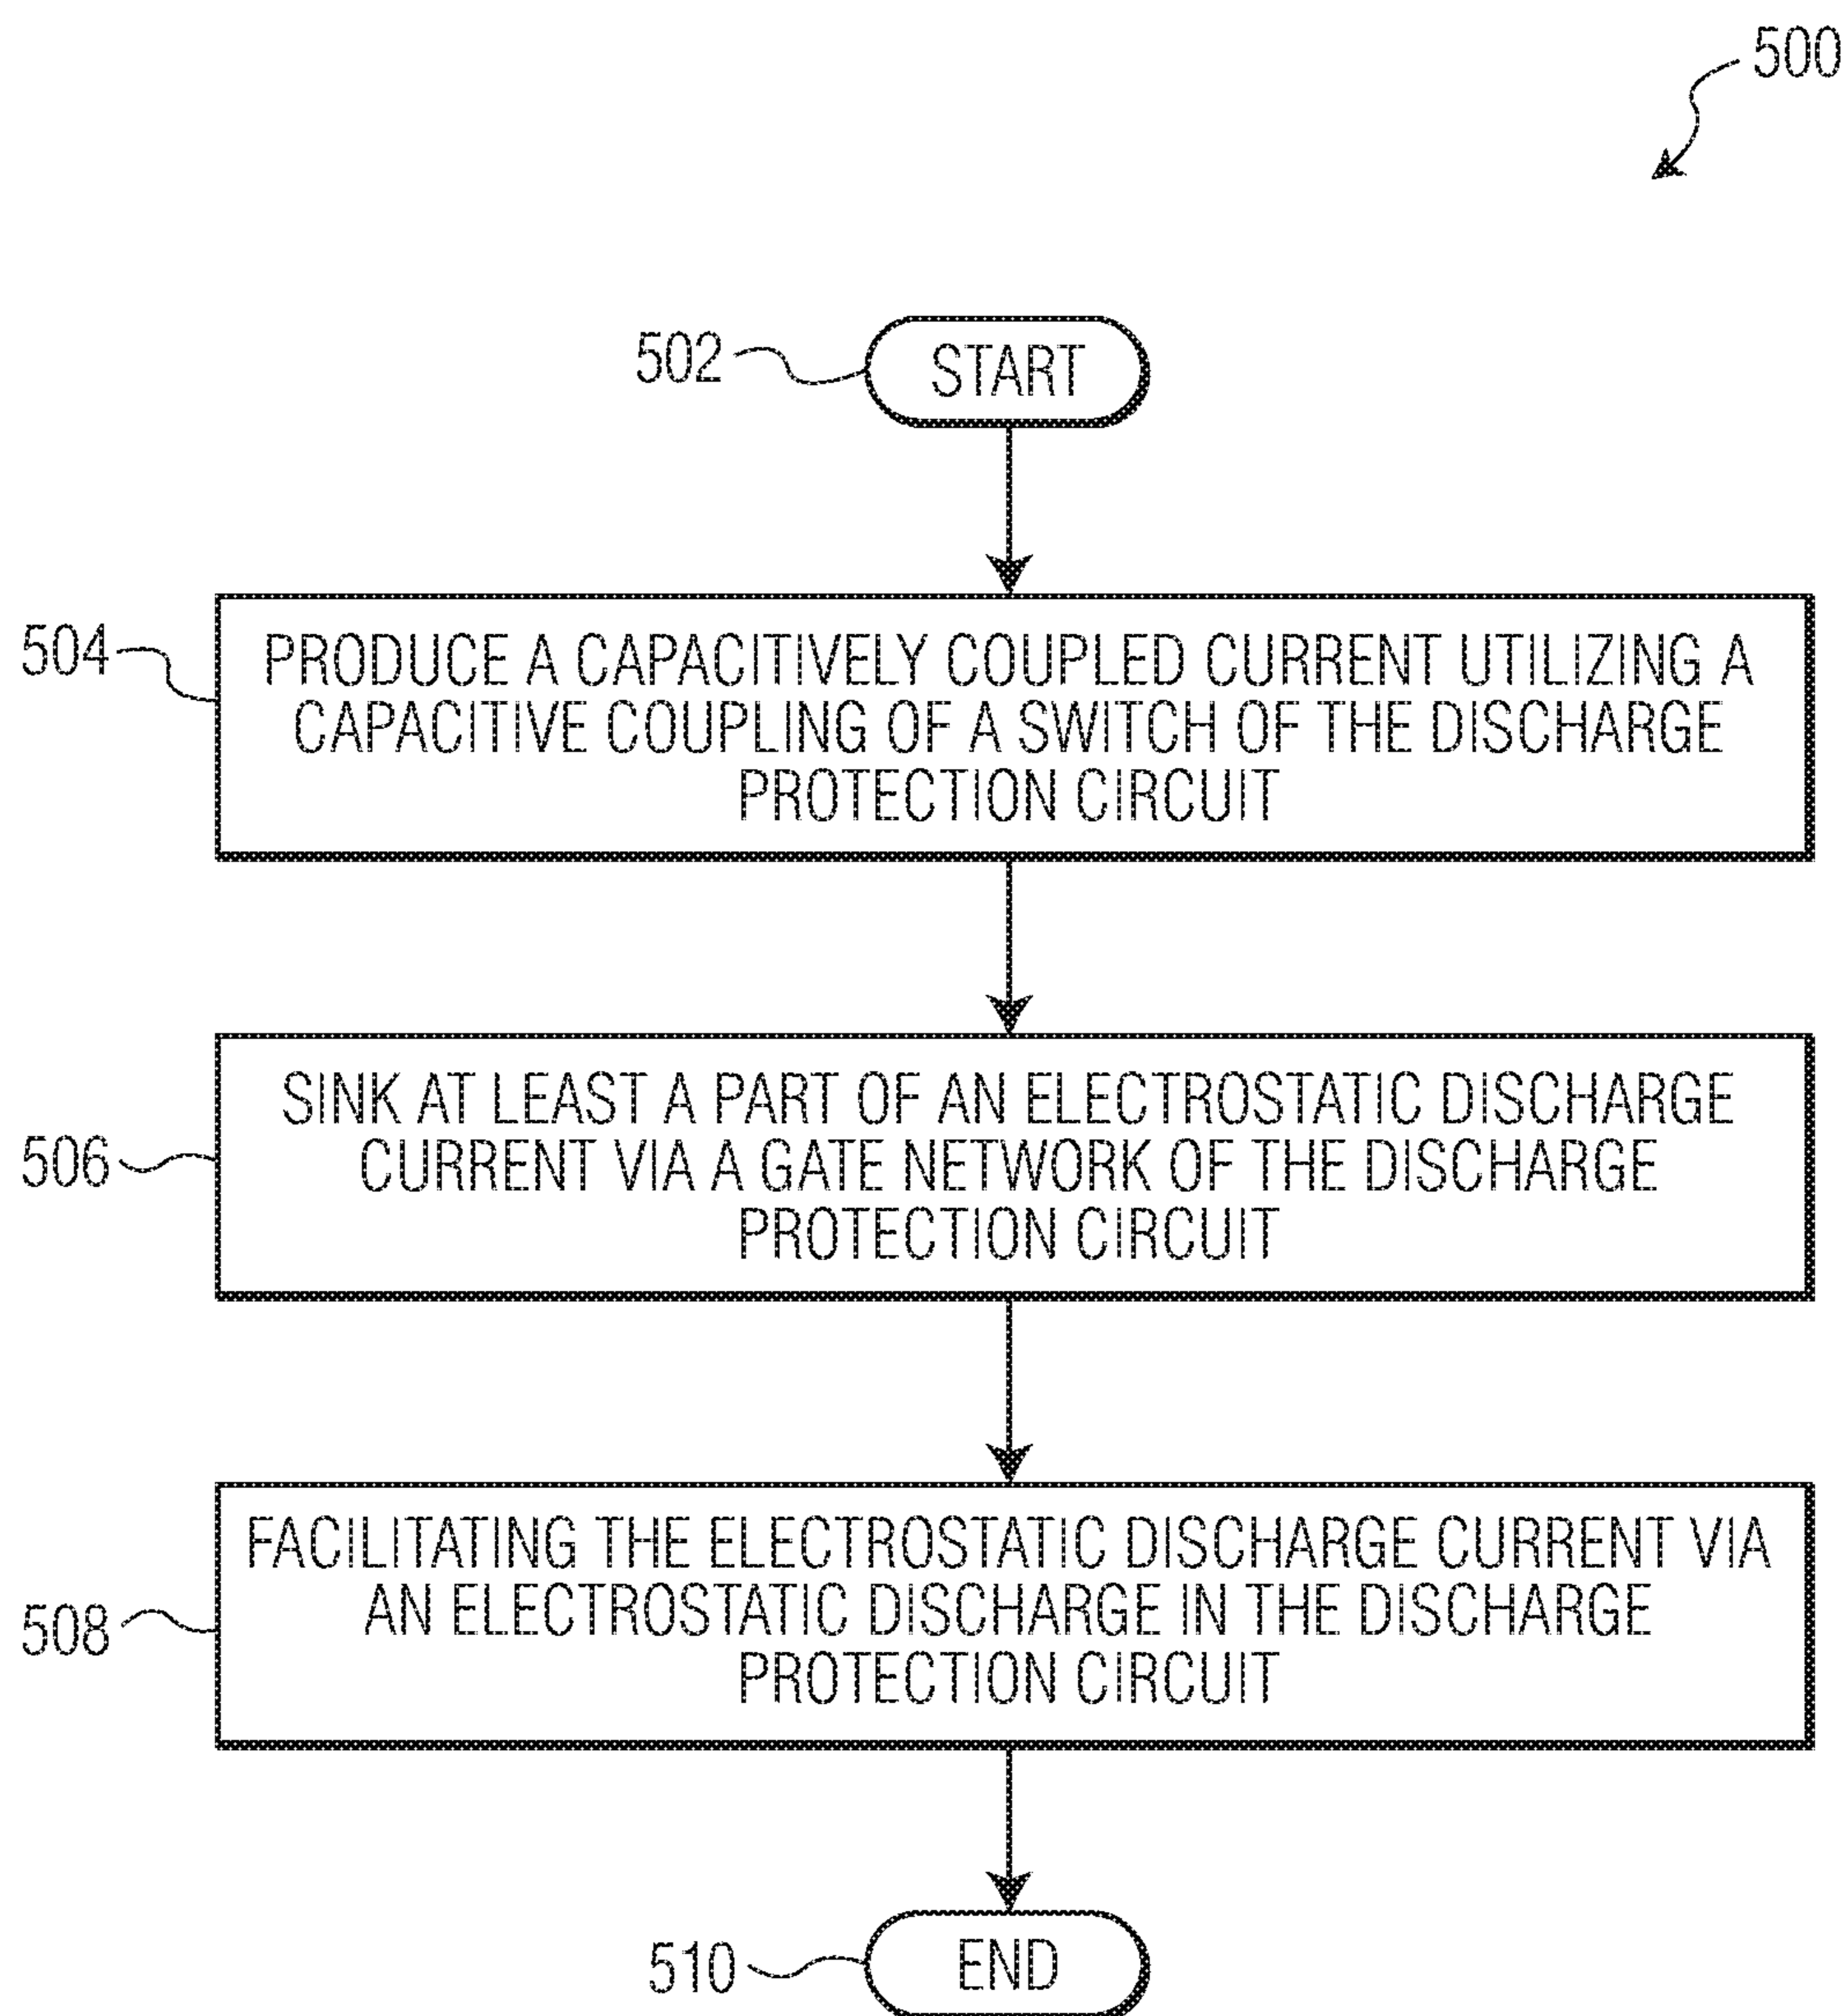 500
502
START
504
PRODUCE A CAPACITIVELY COUPLED CURRENT UTILIZING A
CAPACITIVE COUPLING OF A SWITCH OF THE DISCHARGE
PROTECTION CIRCUIT
506
SINK AT LEAST A PART OF AN ELECTROSTATIC DISCHARGE
CURRENT VIA A GATE NETWORK OF THE DISCHARGE
PROTECTION CIRCUIT
508
FACILITATING THE ELECTROSTATIC DISCHARGE CURRENT VIA
AN ELECTROSTATIC DISCHARGE IN THE DISCHARGE
PROTECTION CIRCUIT
510
END